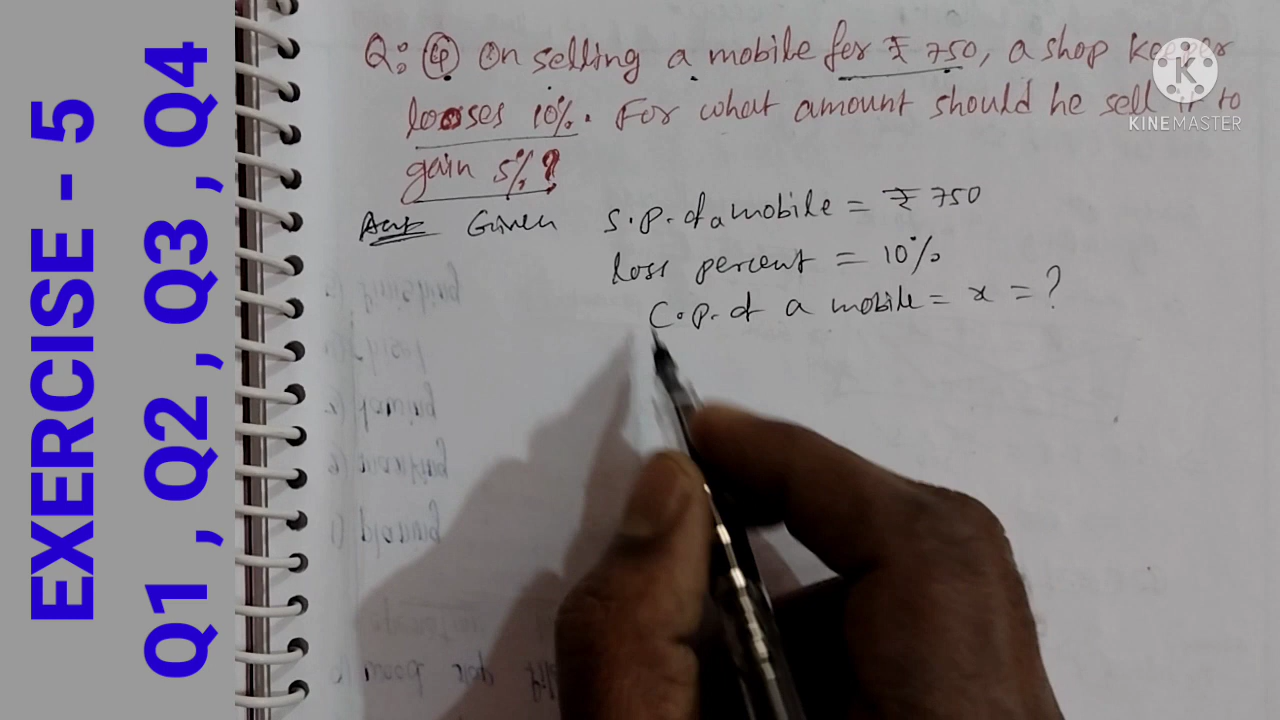 EXERCISE - 5
Q1 , Q2 , Q3 , Q4
Q: 4 On selling a mobile for ₹ 750, a shop keeper
looses 10%. For what amount should he sell it to
gain 5%?
Given S.P. of a mobile = ₹ 750
loss percent = 10%
C.P. of a mobile = x = ?
KINEMASTER